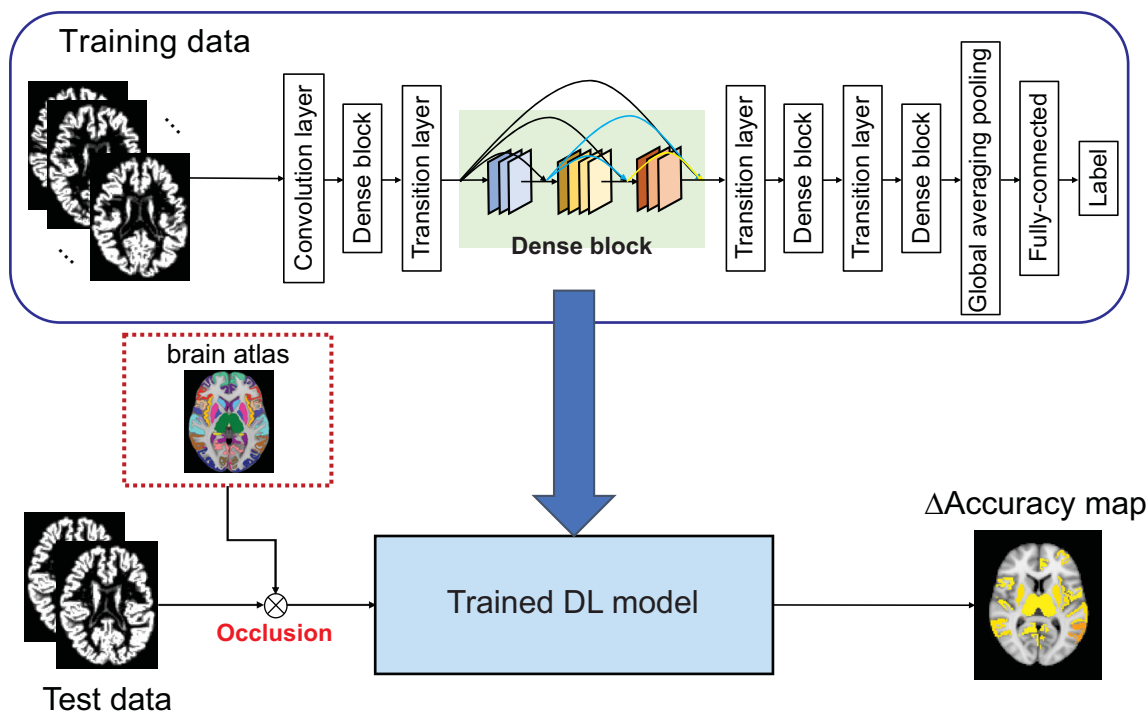 Training data
...
...
Convolution layer
Dense block
Transition layer
Dense block
Transition layer
Dense block
Transition layer
Dense block
Global averaging pooling
Fully-connected
Label
brain atlas
ΔAccuracy map
Trained DL model
Occlusion
Test data